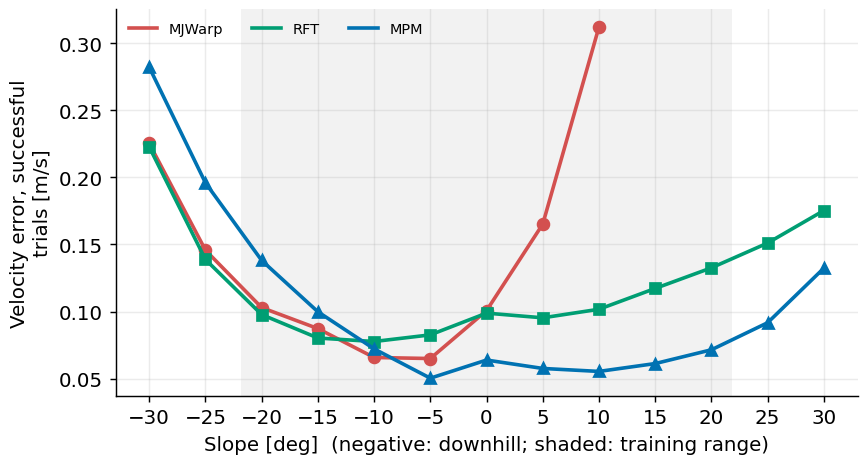 MJWarp RFT MPM
Velocity error, successful
trials [m/s]
0.30
0.25
0.20
0.15
0.10
0.05
−30 −25 −20 −15 −10 −5 0 5 10 15 20 25 30
Slope [deg]  (negative: downhill; shaded: training range)